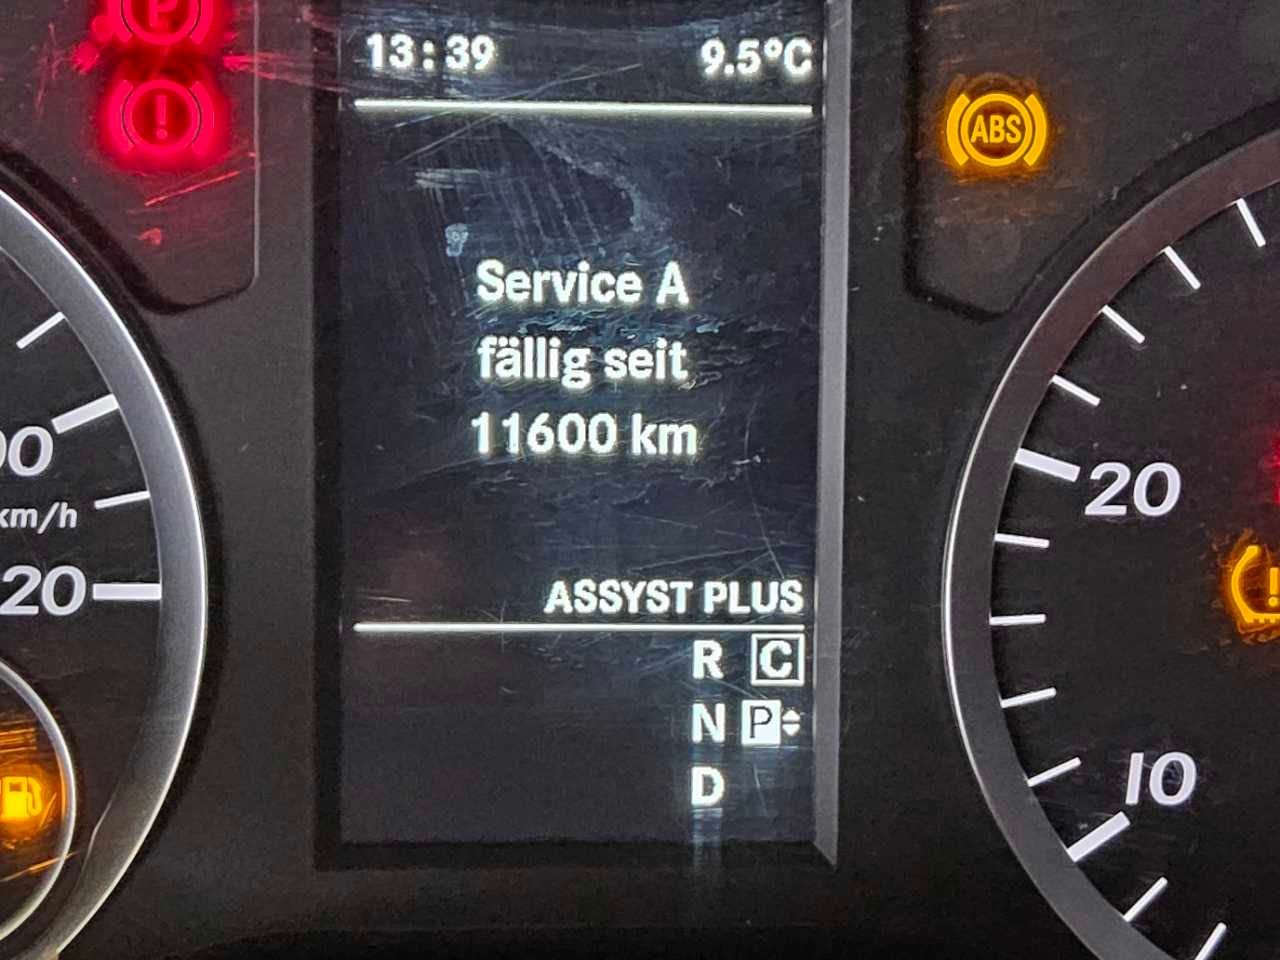 P
13:39 9.5°C
!
ABS
Service A
fällig seit
11600 km
20
km/h
20
!
ASSYST PLUS
R C
N P
D
10